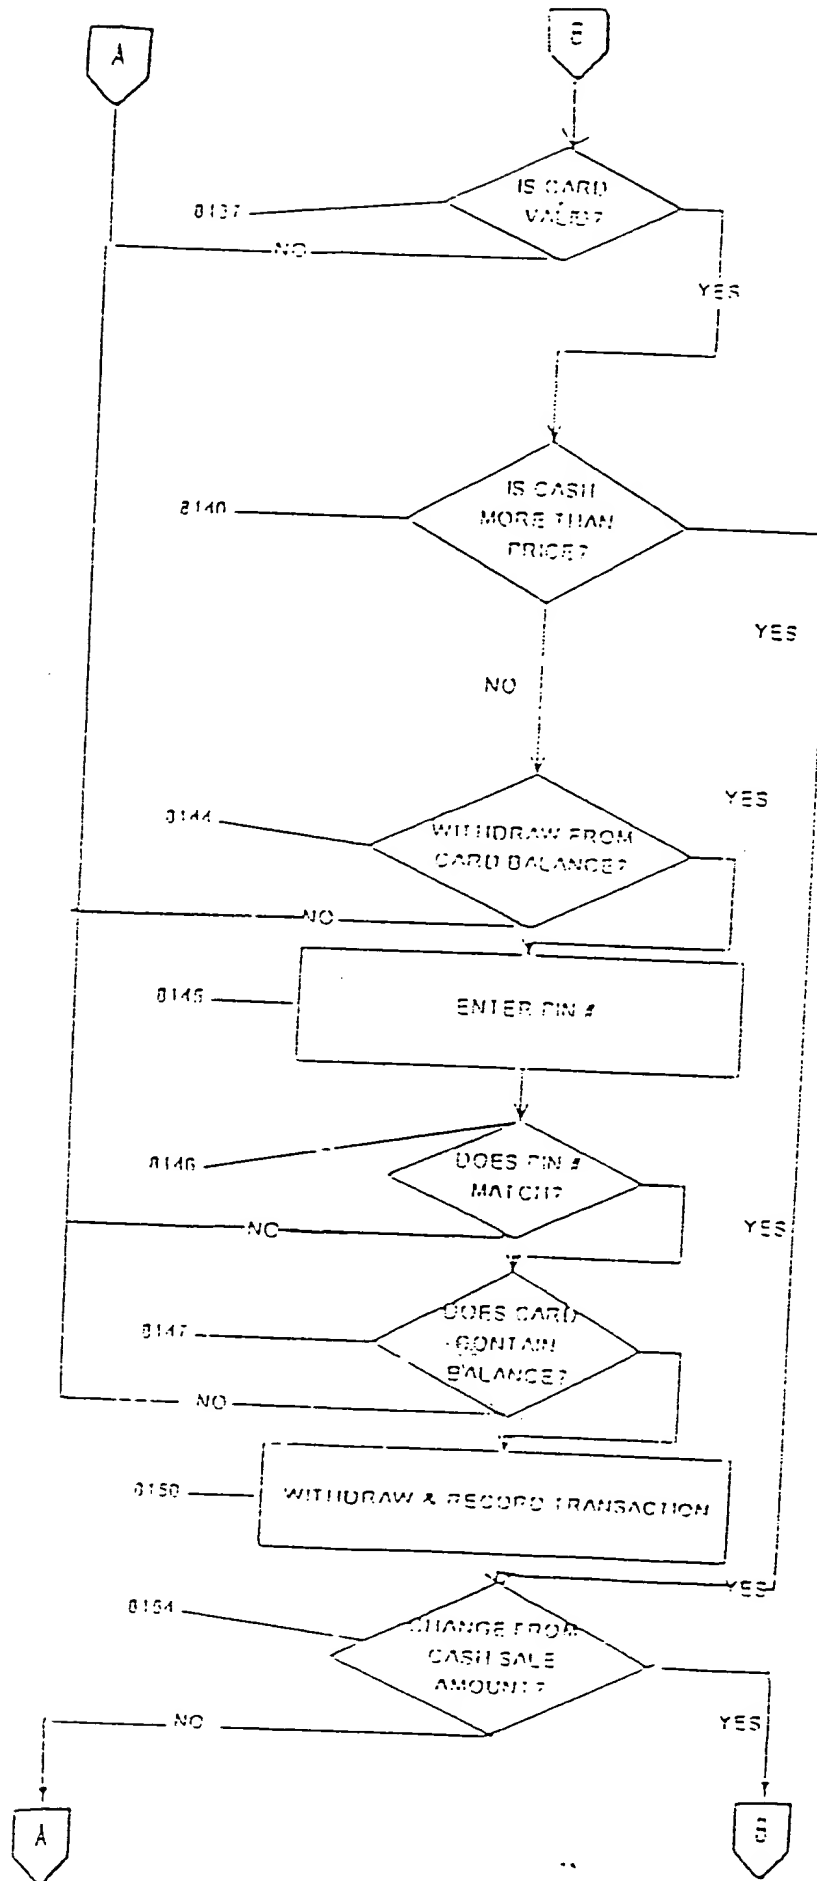 A
B
IS CARD
VALID?
8137
NO
YES
IS CASH
MORE THAN
PRICE?
8140
YES
NO
YES
8144
WITHDRAW FROM
CARD BALANCE?
NO
8145
ENTER PIN #
8146
DOES PIN #
MATCH?
NO
YES
DOES CARD
CONTAIN
BALANCE?
8147
NO
8150
WITHDRAW & RECORD TRANSACTION
YES
8154
CHANGE FROM
CASH SALE
AMOUNT?
NO
YES
A
B